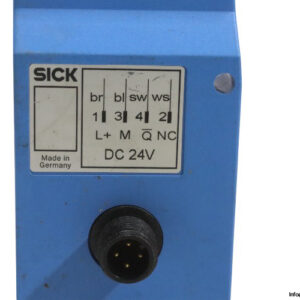 SICK
br bl sw ws
1 3 4 2
L+ M Q̅ NC
Made in
Germany
DC 24V